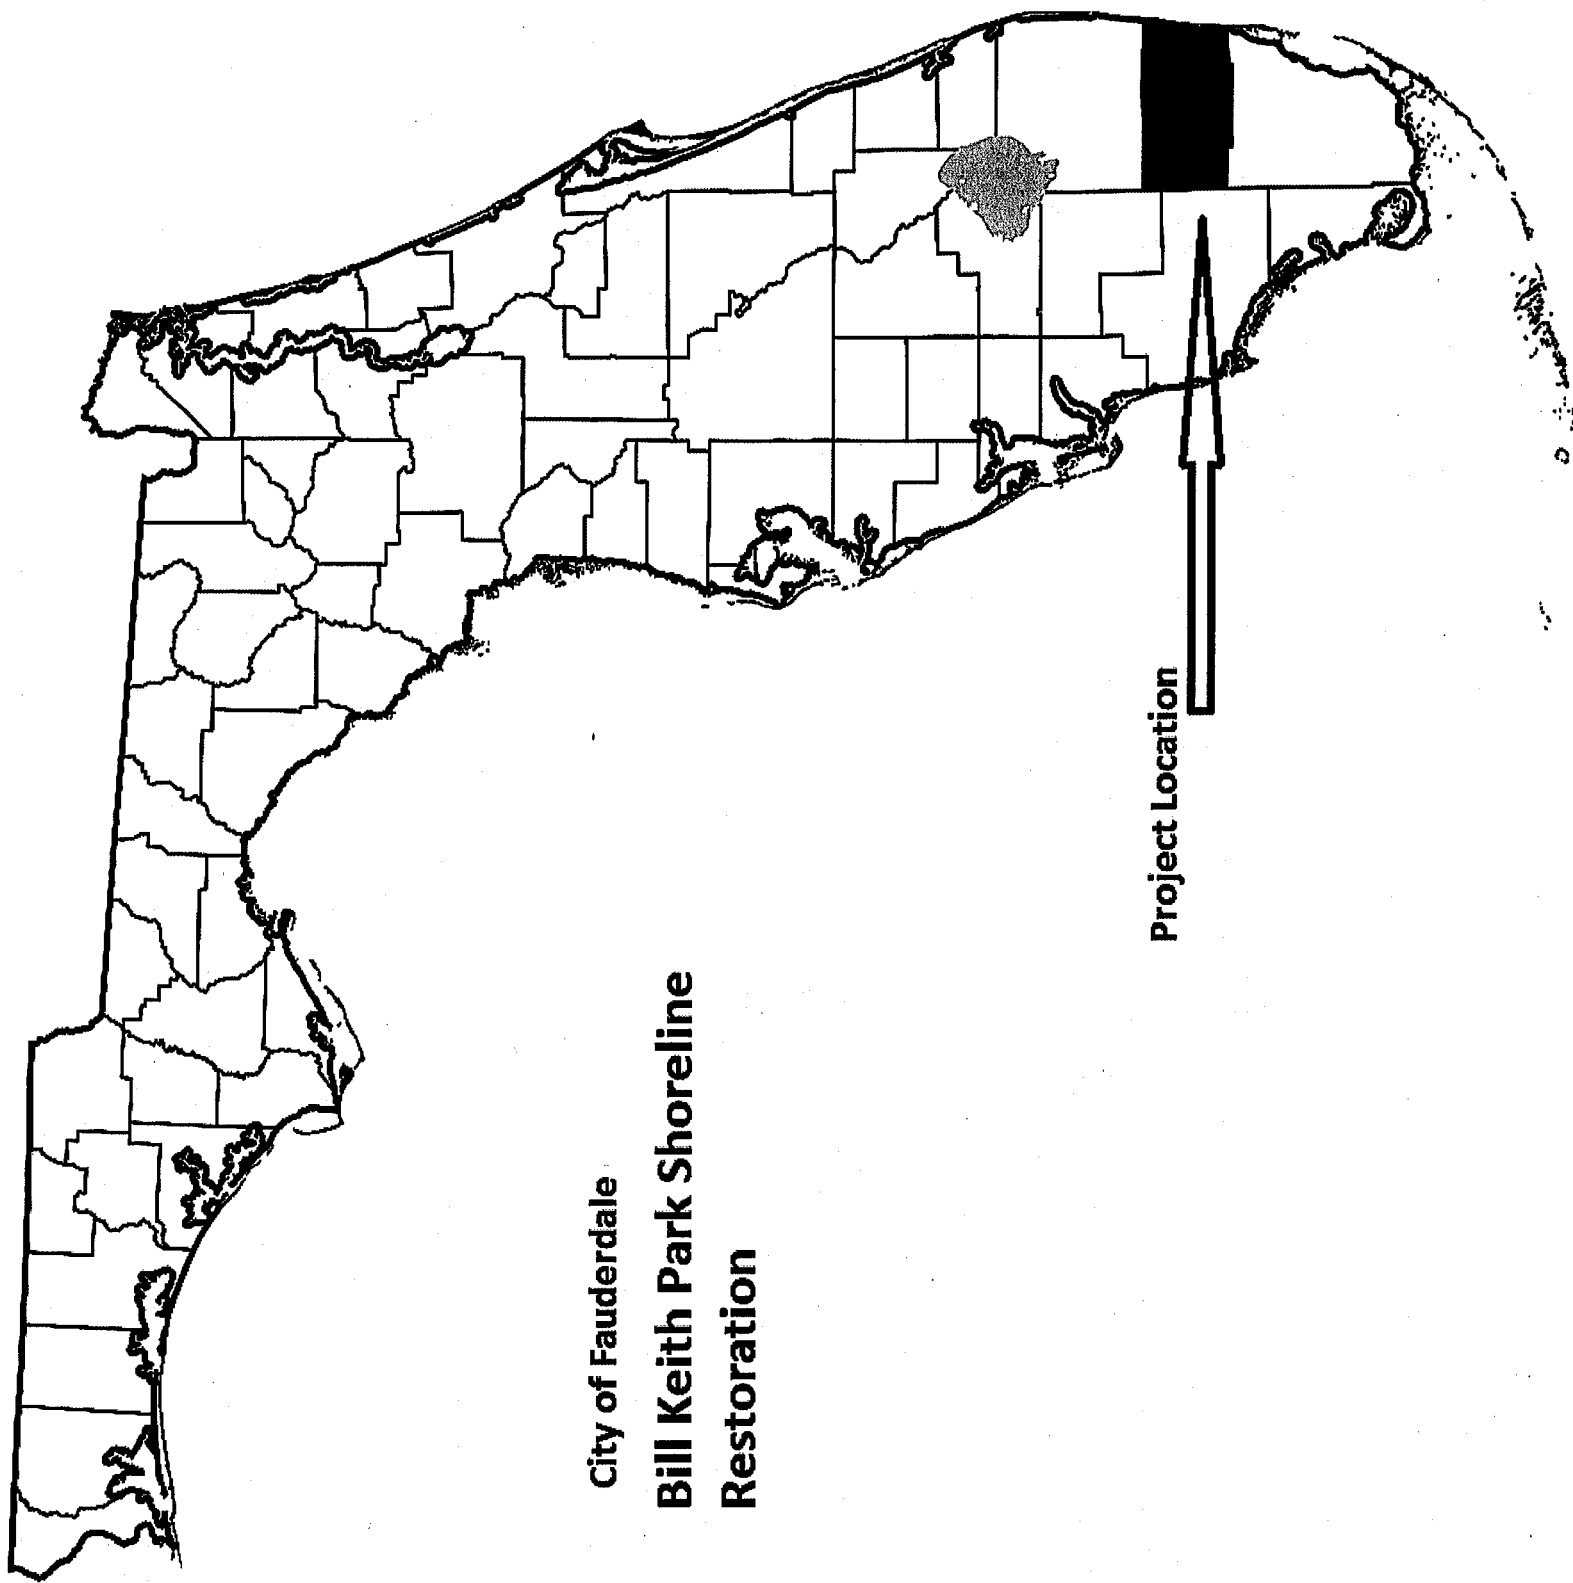 City of Fauderdale
Bill Keith Park Shoreline
Restoration
Project Location